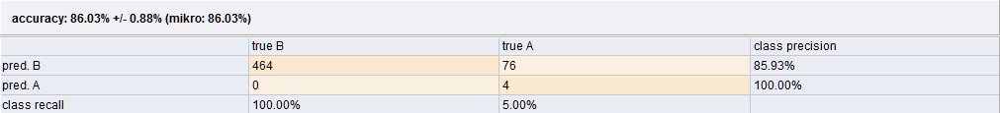 accuracy: 86.03% +/- 0.88% (mikro: 86.03%)
true B true A class precision
pred. B 464 76 85.93%
pred. A 0 4 100.00%
class recall 100.00% 5.00%